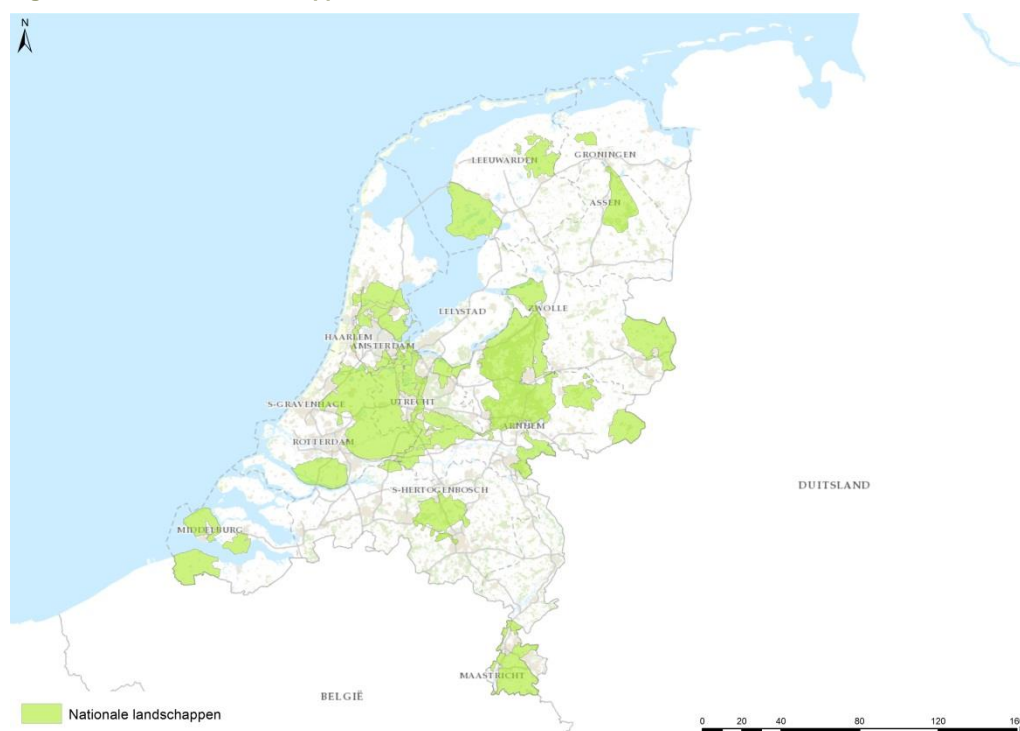 N
LEEUWARDEN
GRONINGEN
ASSEN
LELYSTAD
ZWOLLE
HAARLEM
AMSTERDAM
S-GRAVENHAGE
UTRECHT
ARNHEM
ROTTERDAM
S-HERTOGENBOSCH
DUITSLAND
MIDDELBURG
MAASTRICHT
BELGIË
Nationale landschappen
0 20 40 80 120 160